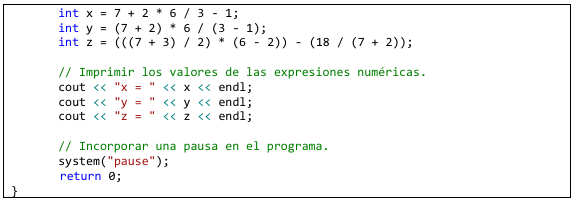 int x = 7 + 2 * 6 / 3 - 1;
int y = (7 + 2) * 6 / (3 - 1);
int z = (((7 + 3) / 2) * (6 - 2)) - (18 / (7 + 2));
// Imprimir los valores de las expresiones numéricas.
cout << "x = " << x << endl;
cout << "y = " << y << endl;
cout << "z = " << z << endl;
// Incorporar una pausa en el programa.
system("pause");
return 0;
}